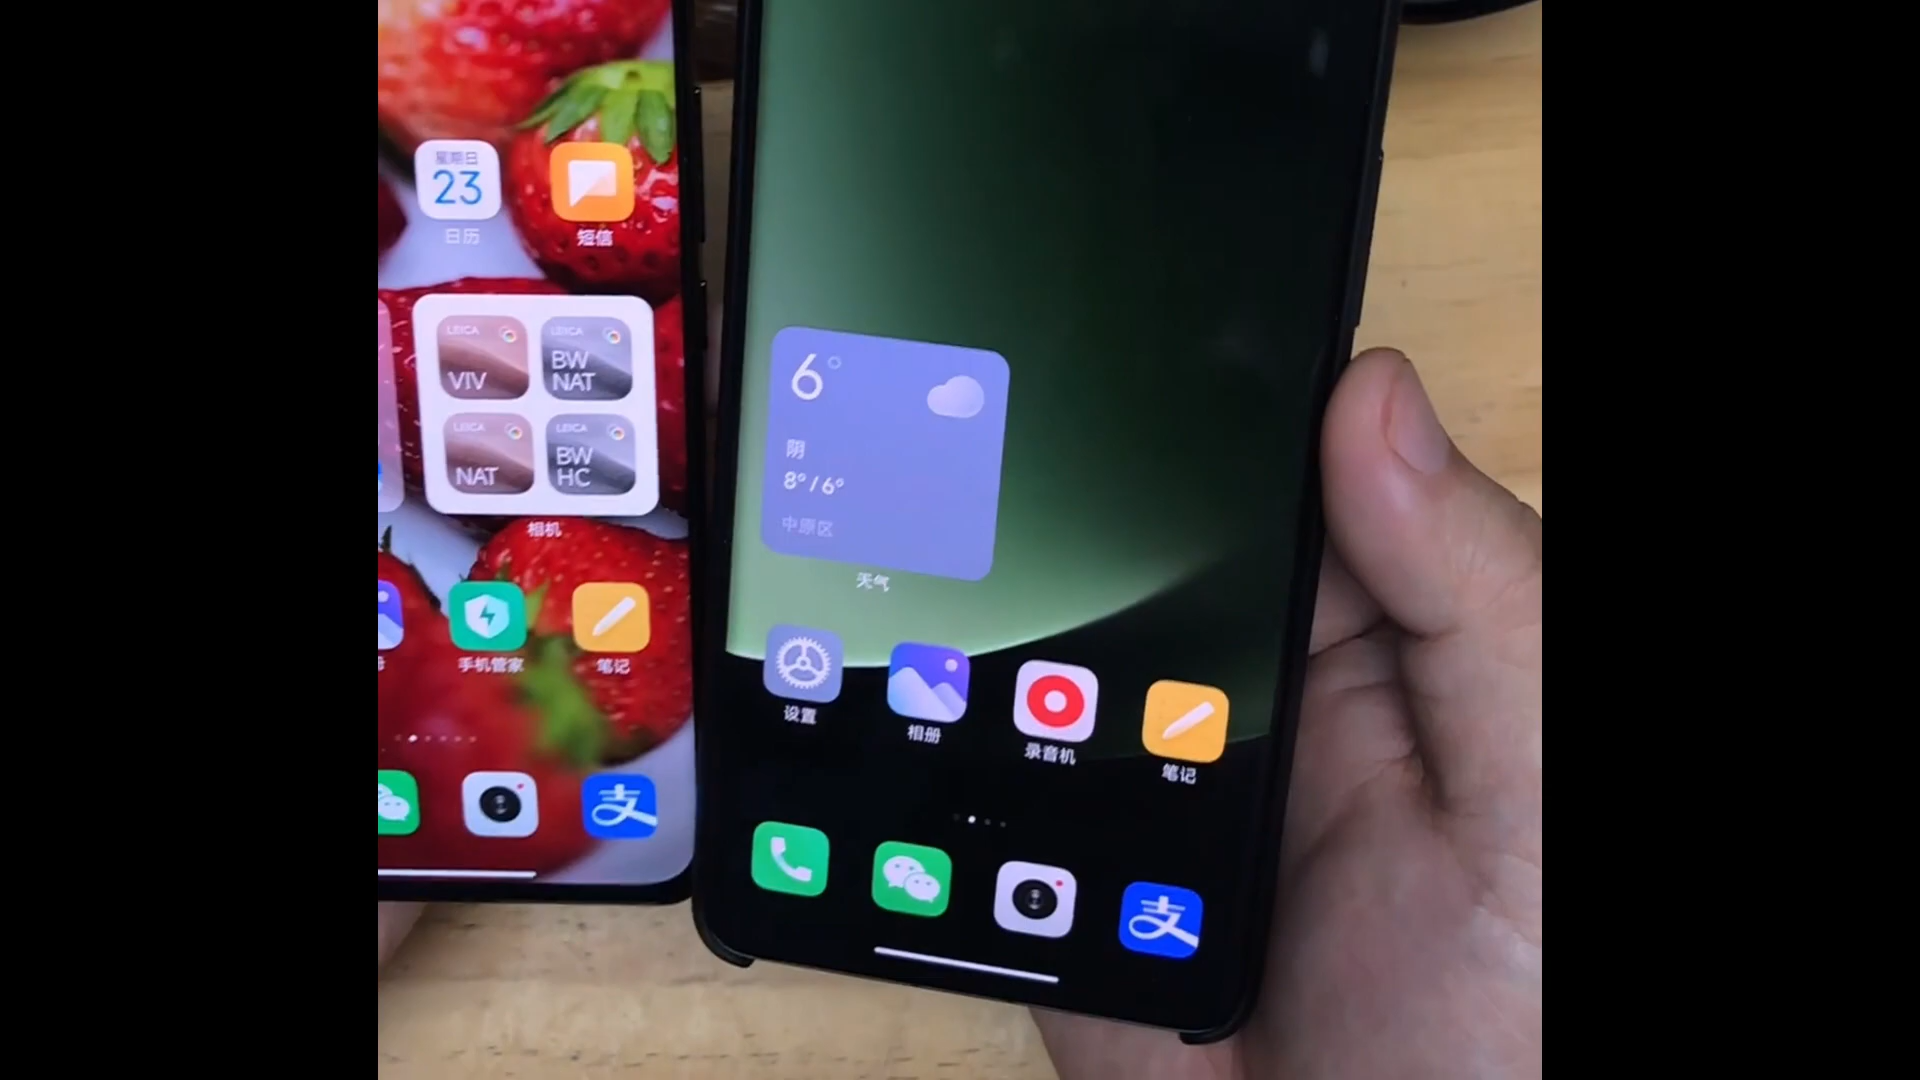 星期日
23
日历
短信
LEICA
VIV
LEICA
BW
NAT
LEICA
NAT
LEICA
BW
HC
相机
手机管家
笔记
支
6°
阴
8°/6°
中原区
天气
设置
相册
录音机
笔记
支